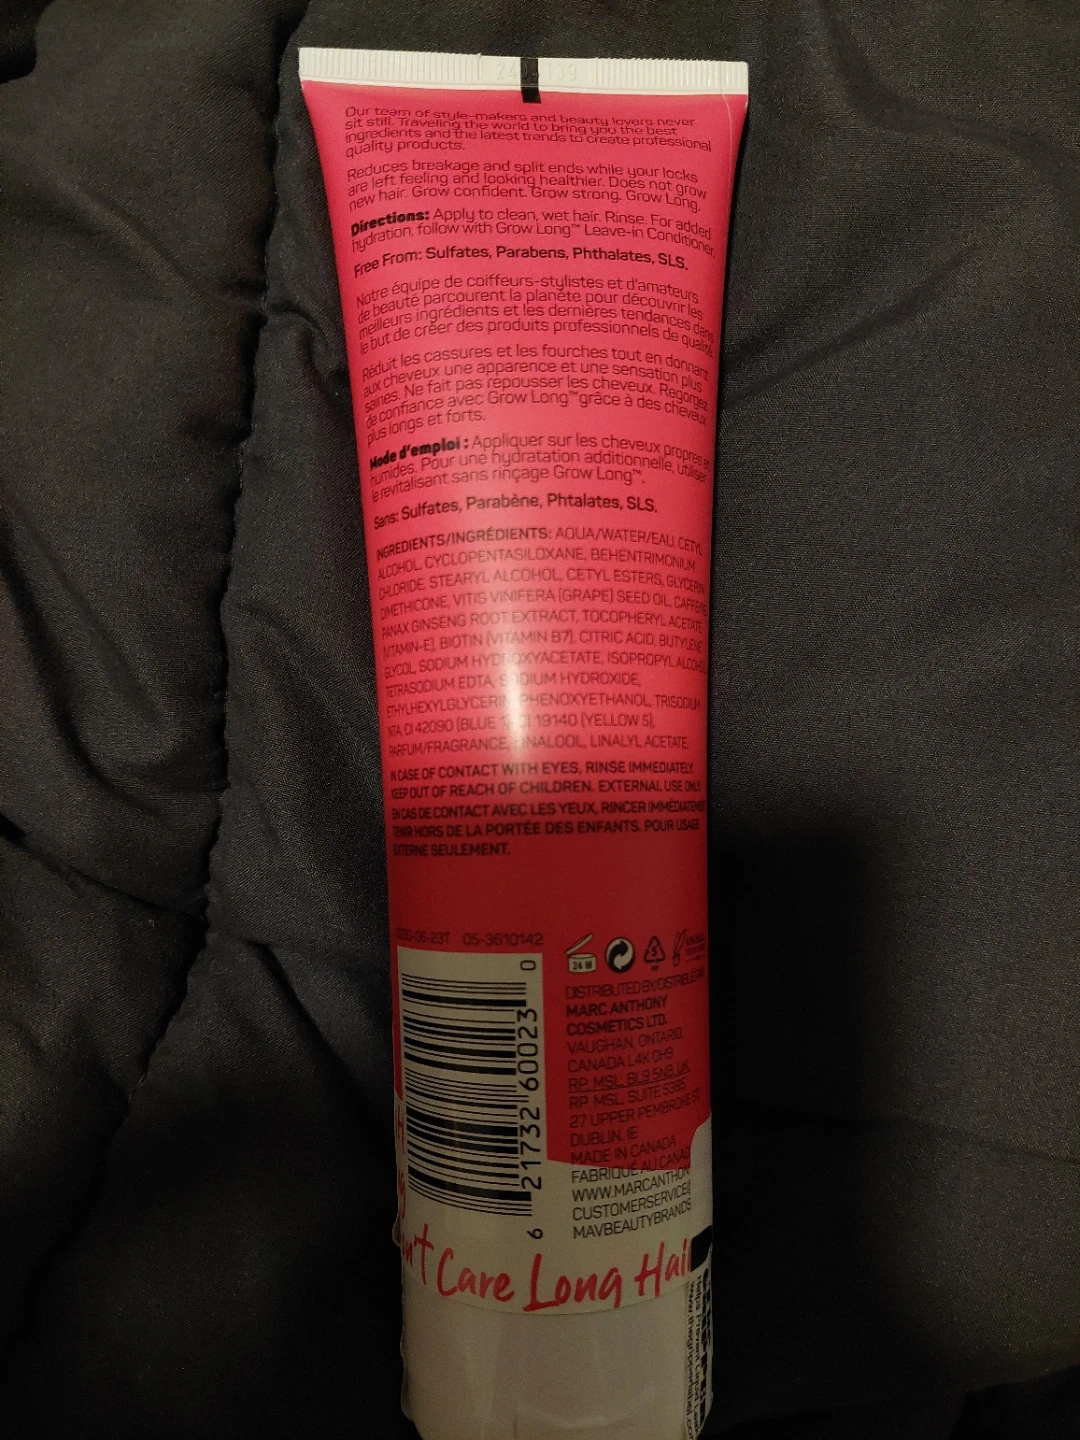 Our team of style-makers and beauty lovers never
sit still. Traveling the world to bring you the best
ingredients and the latest trends to create professional
quality products.
Reduces breakage and split ends while your locks
are left feeling and looking healthier. Does not grow
new hair. Grow confident. Grow strong. Grow Long.
Directions: Apply to clean, wet hair. Rinse. For added
hydration, follow with Grow Long™ Leave-in Conditioner.
Free From: Sulfates, Parabens, Phthalates, SLS.
Notre équipe de coiffeurs-stylistes et d'amateurs
de beauté parcourent la planète pour découvrir les
meilleurs ingrédients et les dernières tendances dans
le but de créer des produits professionnels de qualité.
Réduit les cassures et les fourches tout en donnant
aux cheveux une apparence et une sensation plus
saines. Ne fait pas repousser les cheveux. Regorgez
de confiance avec Grow Long™ grâce à des cheveux
plus longs et forts.
Mode d'emploi : Appliquer sur les cheveux propres et
humides. Pour une hydratation additionnelle, utiliser
le revitalisant sans rinçage Grow Long™.
Sans: Sulfates, Parabène, Phtalates, SLS.
INGREDIENTS/INGRÉDIENTS: AQUA/WATER/EAU, CETYL
ALCOHOL, CYCLOPENTASILOXANE, BEHENTRIMONIUM
CHLORIDE, STEARYL ALCOHOL, CETYL ESTERS, GLYCERIN,
DIMETHICONE, VITIS VINIFERA (GRAPE) SEED OIL, CAFFEINE,
PANAX GINSENG ROOT EXTRACT, TOCOPHERYL ACETATE
(VITAMIN-E), BIOTIN (VITAMIN B7), CITRIC ACID, BUTYLENE
GLYCOL, SODIUM HYDROXYACETATE, ISOPROPYL ALCOHOL,
TETRASODIUM EDTA, SODIUM HYDROXIDE,
ETHYLHEXYLGLYCERIN, PHENOXYETHANOL, TRISODIUM
NTA, CI 42090 (BLUE 1), CI 19140 (YELLOW 5),
PARFUM/FRAGRANCE, LINALOOL, LINALYL ACETATE.
IN CASE OF CONTACT WITH EYES, RINSE IMMEDIATELY.
KEEP OUT OF REACH OF CHILDREN. EXTERNAL USE ONLY.
EN CAS DE CONTACT AVEC LES YEUX, RINCER IMMÉDIATEMENT.
TENIR HORS DE LA PORTÉE DES ENFANTS. POUR USAGE
EXTERNE SEULEMENT.
05-3610142
24 M
5
PP
DISTRIBUTED BY/DISTRIBUÉ PAR
MARC ANTHONY
COSMETICS LTD.
VAUGHAN, ONTARIO,
CANADA L4K 0H9
RP: MSL, BL9 5NB, UK
RP: MSL, SUITE 5385
27 UPPER PEMBROKE ST
DUBLIN, IE
MADE IN CANADA
FABRIQUÉ AU CANADA
WWW.MARCANTHON
CUSTOMERSERVICE@
MAVBEAUTYBRANDS
6 21732 60023 0
n't Care Long Hair